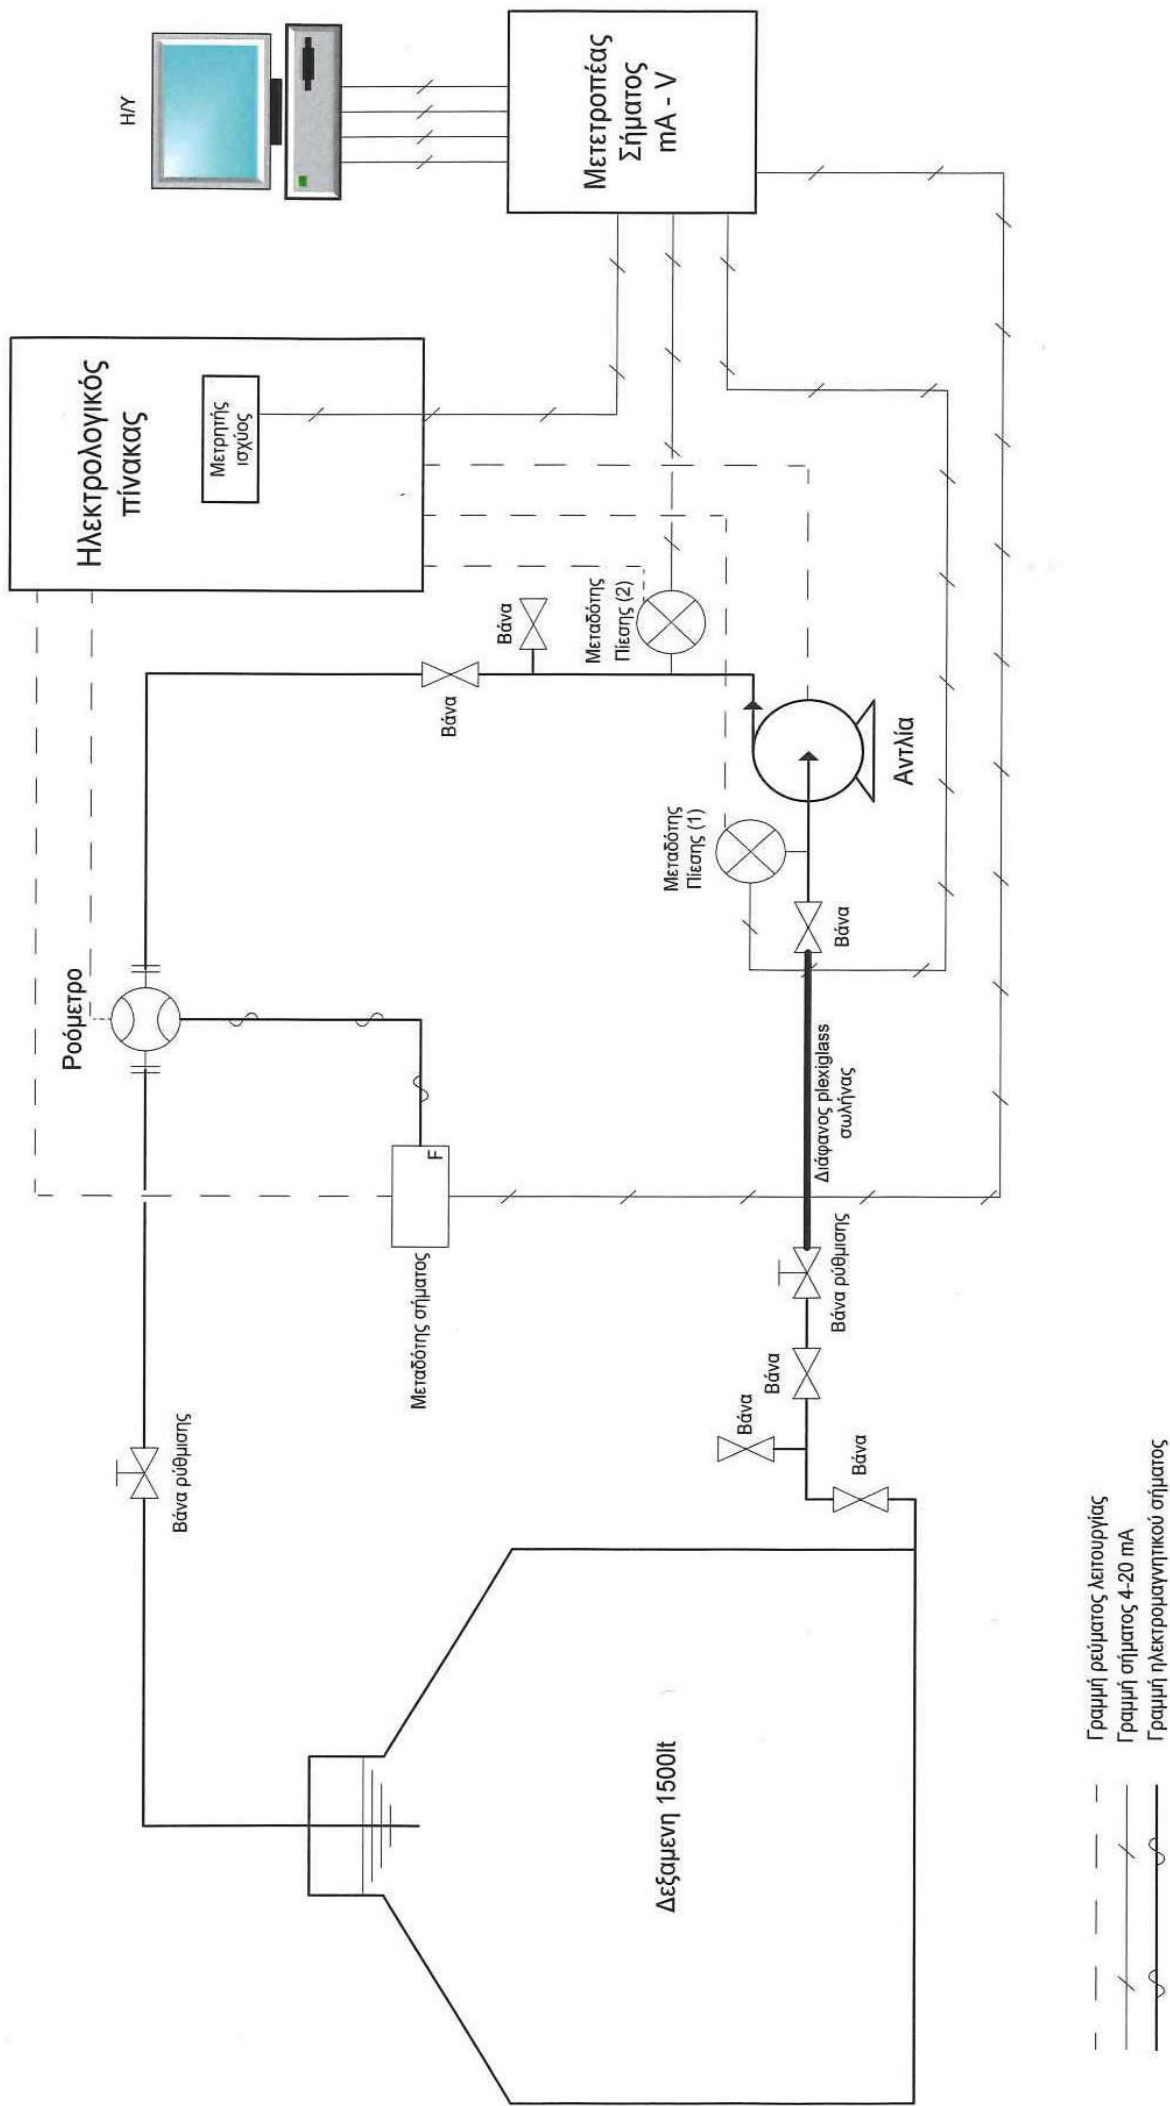 Η/Υ
Μετετροπέας
Σήματος
mA - V
Ηλεκτρολογικός
πίνακας
Μετρητής
ισχύος
Ροόμετρο
Βάνα
Βάνα
Μεταδότης
Πίεσης (2)
Μεταδότης
Πίεσης (1)
Αντλία
Βάνα
Διάφανος plexiglass
σωλήνας
F
Μεταδότης σήματος
Βάνα ρύθμισης
Βάνα ρύθμισης
Βάνα
Βάνα
Βάνα
Δεξαμενη 1500lt
Γραμμή ρεύματος λειτουργίας
Γραμμή σήματος 4-20 mA
Γραμμή ηλεκτρομαγνητικού σήματος